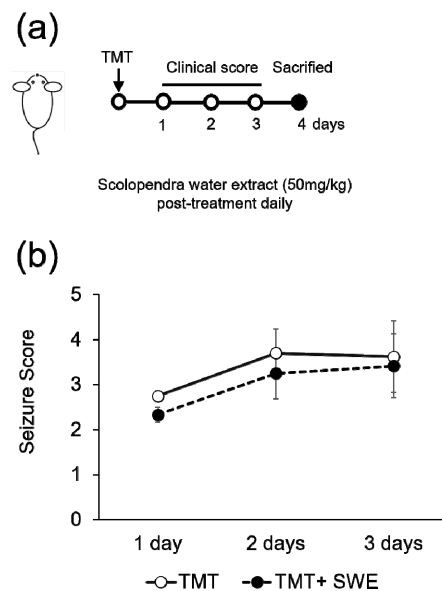 (a)
TMT
Clinical score
Sacrified
1 2 3 4 days
Scolopendra water extract (50mg/kg)
post-treatment daily
(b)
Seizure Score
5
4
3
2
1
0
1 day 2 days 3 days
TMT TMT+ SWE